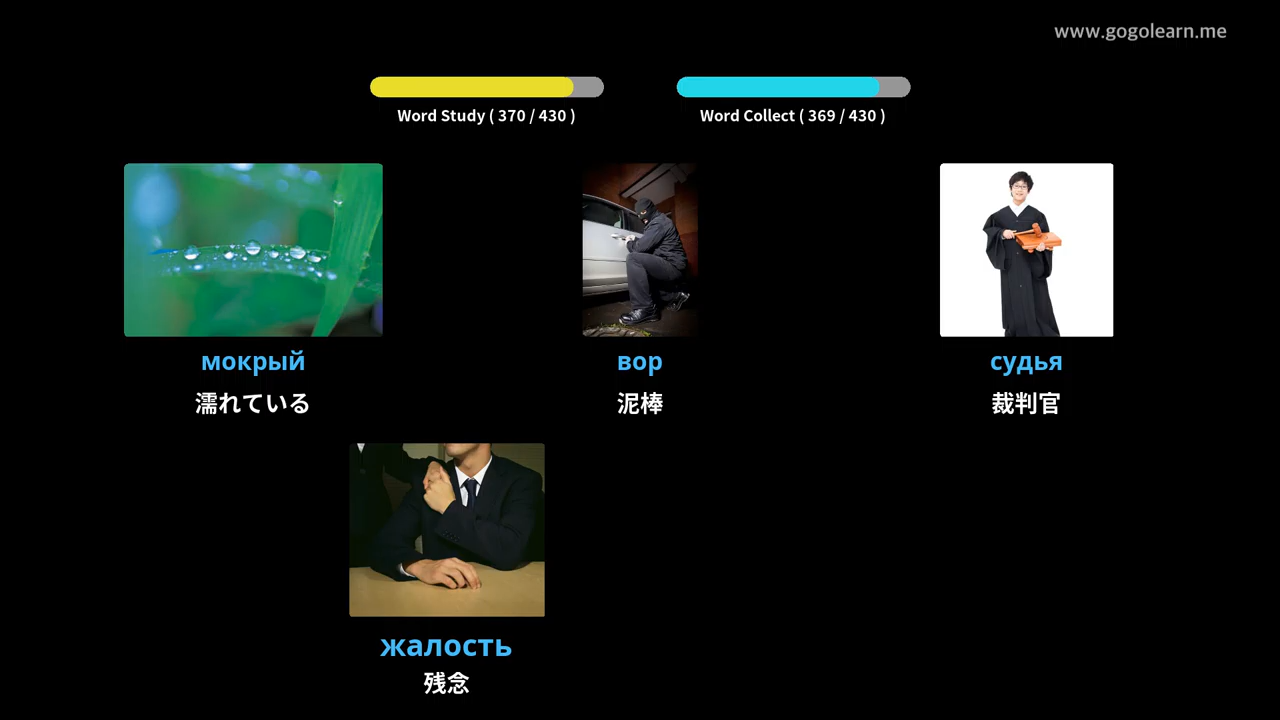 www.gogolearn.me
Word Study ( 370 / 430 )
Word Collect ( 369 / 430 )
мокрый
濡れている
вор
泥棒
судья
裁判官
жалость
残念